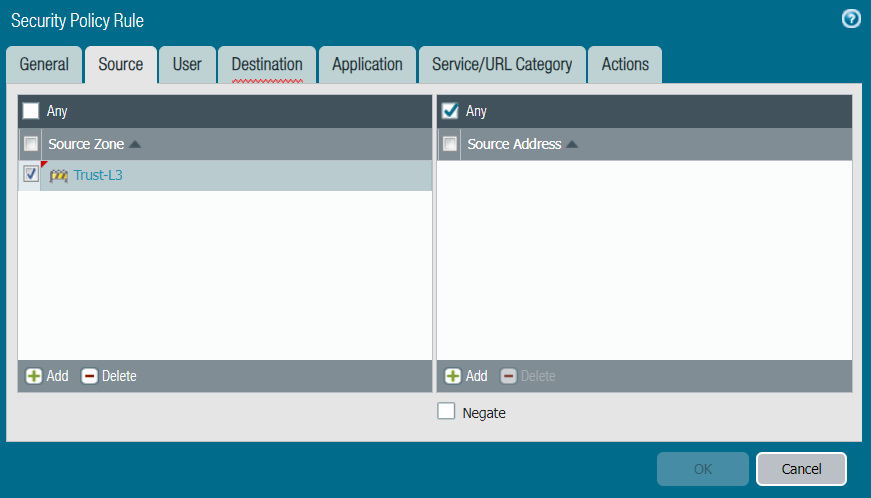 Security Policy Rule
General Source User Destination Application Service/URL Category Actions
Any Any
Source Zone Source Address
Trust-L3
Add Delete Add Delete
Negate
OK Cancel